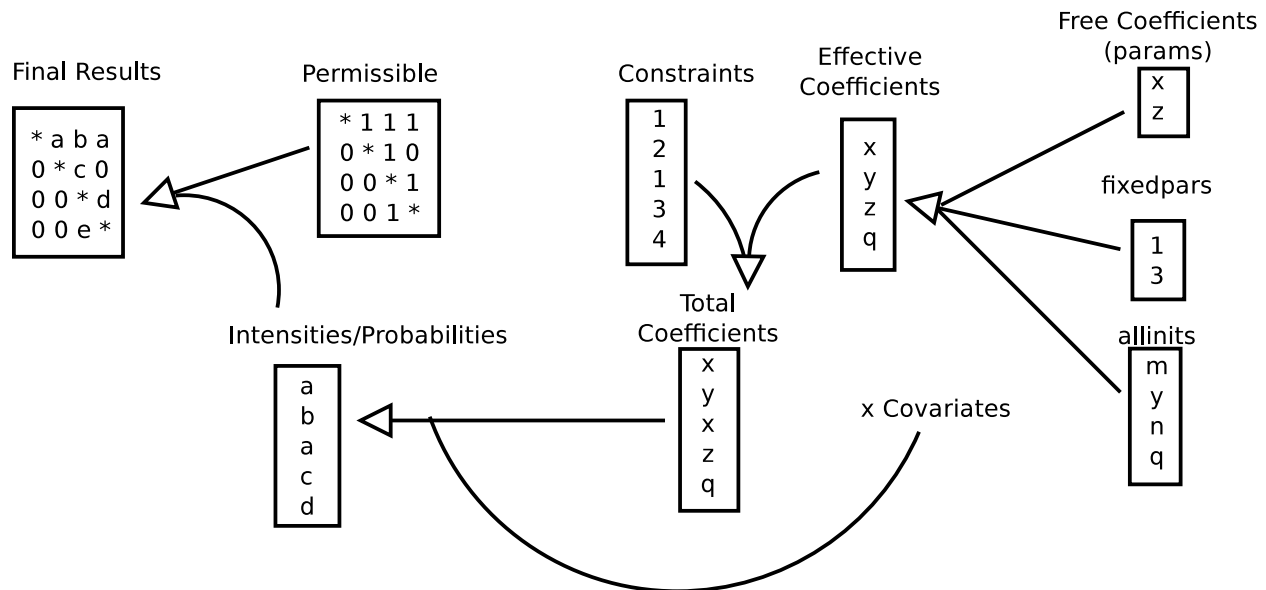 Final Results
* a b a
0 * c 0
0 0 * d
0 0 e *
Permissible
* 1 1 1
0 * 1 0
0 0 * 1
0 0 1 *
Constraints
1
2
1
3
4
Effective
Coefficients
x
y
z
q
Free Coefficients
(params)
x
z
fixedpars
1
3
allinits
m
y
n
q
Intensities/Probabilities
a
b
a
c
d
Total
Coefficients
x
y
x
z
q
x Covariates